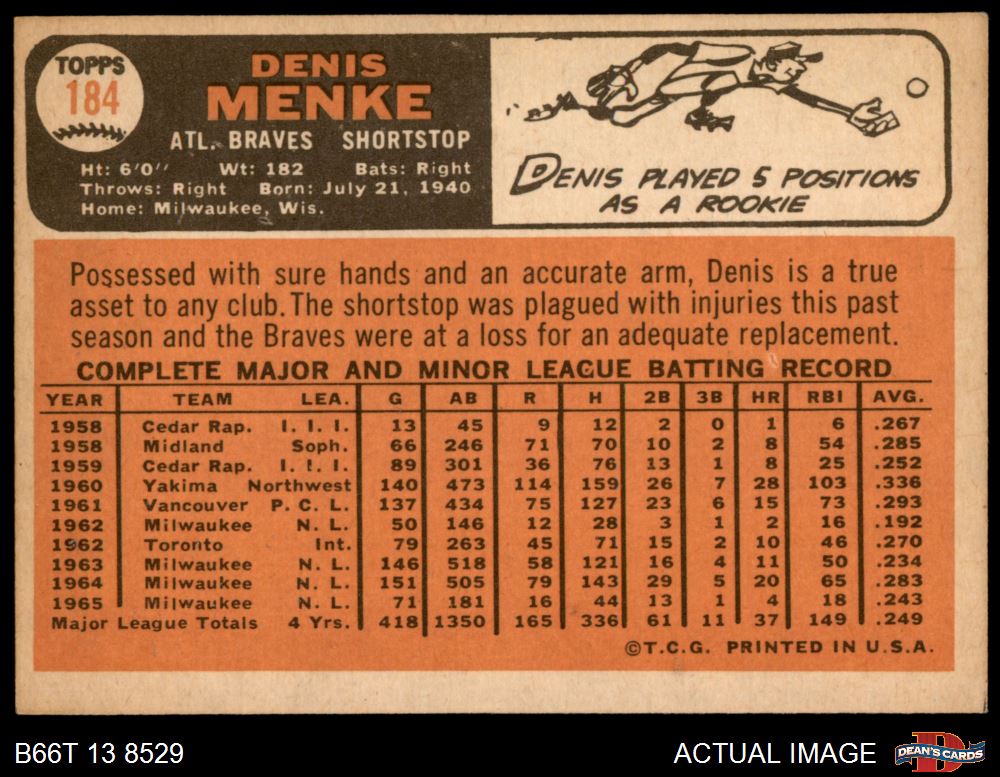 TOPPS
184
DENIS
MENKE
ATL. BRAVES SHORTSTOP
Ht: 6'0" Wt: 182 Bats: Right
Throws: Right Born: July 21, 1940
Home: Milwaukee, Wis.
DENIS PLAYED 5 POSITIONS
AS A ROOKIE
Possessed with sure hands and an accurate arm, Denis is a true
asset to any club. The shortstop was plagued with injuries this past
season and the Braves were at a loss for an adequate replacement.
COMPLETE MAJOR AND MINOR LEAGUE BATTING RECORD
YEAR TEAM LEA. G AB R H 2B 3B HR RBI AVG.
1958 Cedar Rap. I. I. I. 13 45 9 12 2 0 1 6 .267
1958 Midland Soph. 66 246 71 70 10 2 8 54 .285
1959 Cedar Rap. I. I. I. 89 301 36 76 13 1 8 25 .252
1960 Yakima Northwest 140 473 114 159 26 7 28 103 .336
1961 Vancouver P. C. L. 137 434 75 127 23 6 15 73 .293
1962 Milwaukee N. L. 50 146 12 28 3 1 2 16 .192
1962 Toronto Int. 79 263 45 71 15 2 10 46 .270
1963 Milwaukee N. L. 146 518 58 121 16 4 11 50 .234
1964 Milwaukee N. L. 151 505 79 143 29 5 20 65 .283
1965 Milwaukee N. L. 71 181 16 44 13 1 4 18 .243
Major League Totals 4 Yrs. 418 1350 165 336 61 11 37 149 .249
©T.C.G. PRINTED IN U.S.A.
B66T 13 8529
ACTUAL IMAGE
DEAN'S CARDS